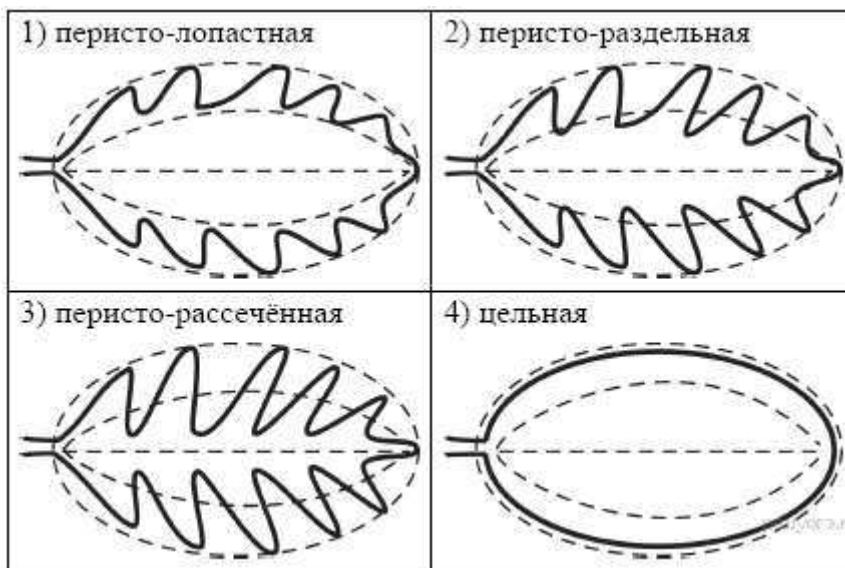 1) перисто-лопастная
2) перисто-раздельная
3) перисто-рассечённая
4) цельная